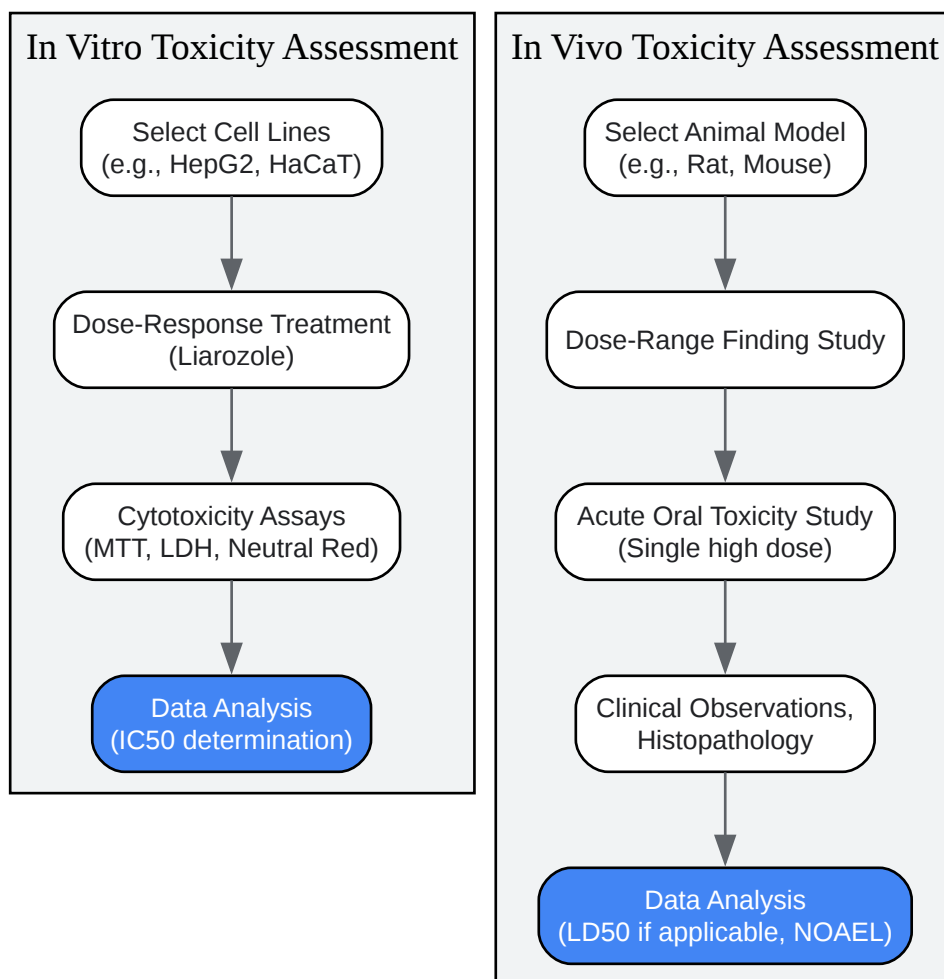 In Vitro Toxicity Assessment
Select Cell Lines
(e.g., HepG2, HaCaT)
Dose-Response Treatment
(Liarozole)
Cytotoxicity Assays
(MTT, LDH, Neutral Red)
Data Analysis
(IC50 determination)
In Vivo Toxicity Assessment
Select Animal Model
(e.g., Rat, Mouse)
Dose-Range Finding Study
Acute Oral Toxicity Study
(Single high dose)
Clinical Observations,
Histopathology
Data Analysis
(LD50 if applicable, NOAEL)